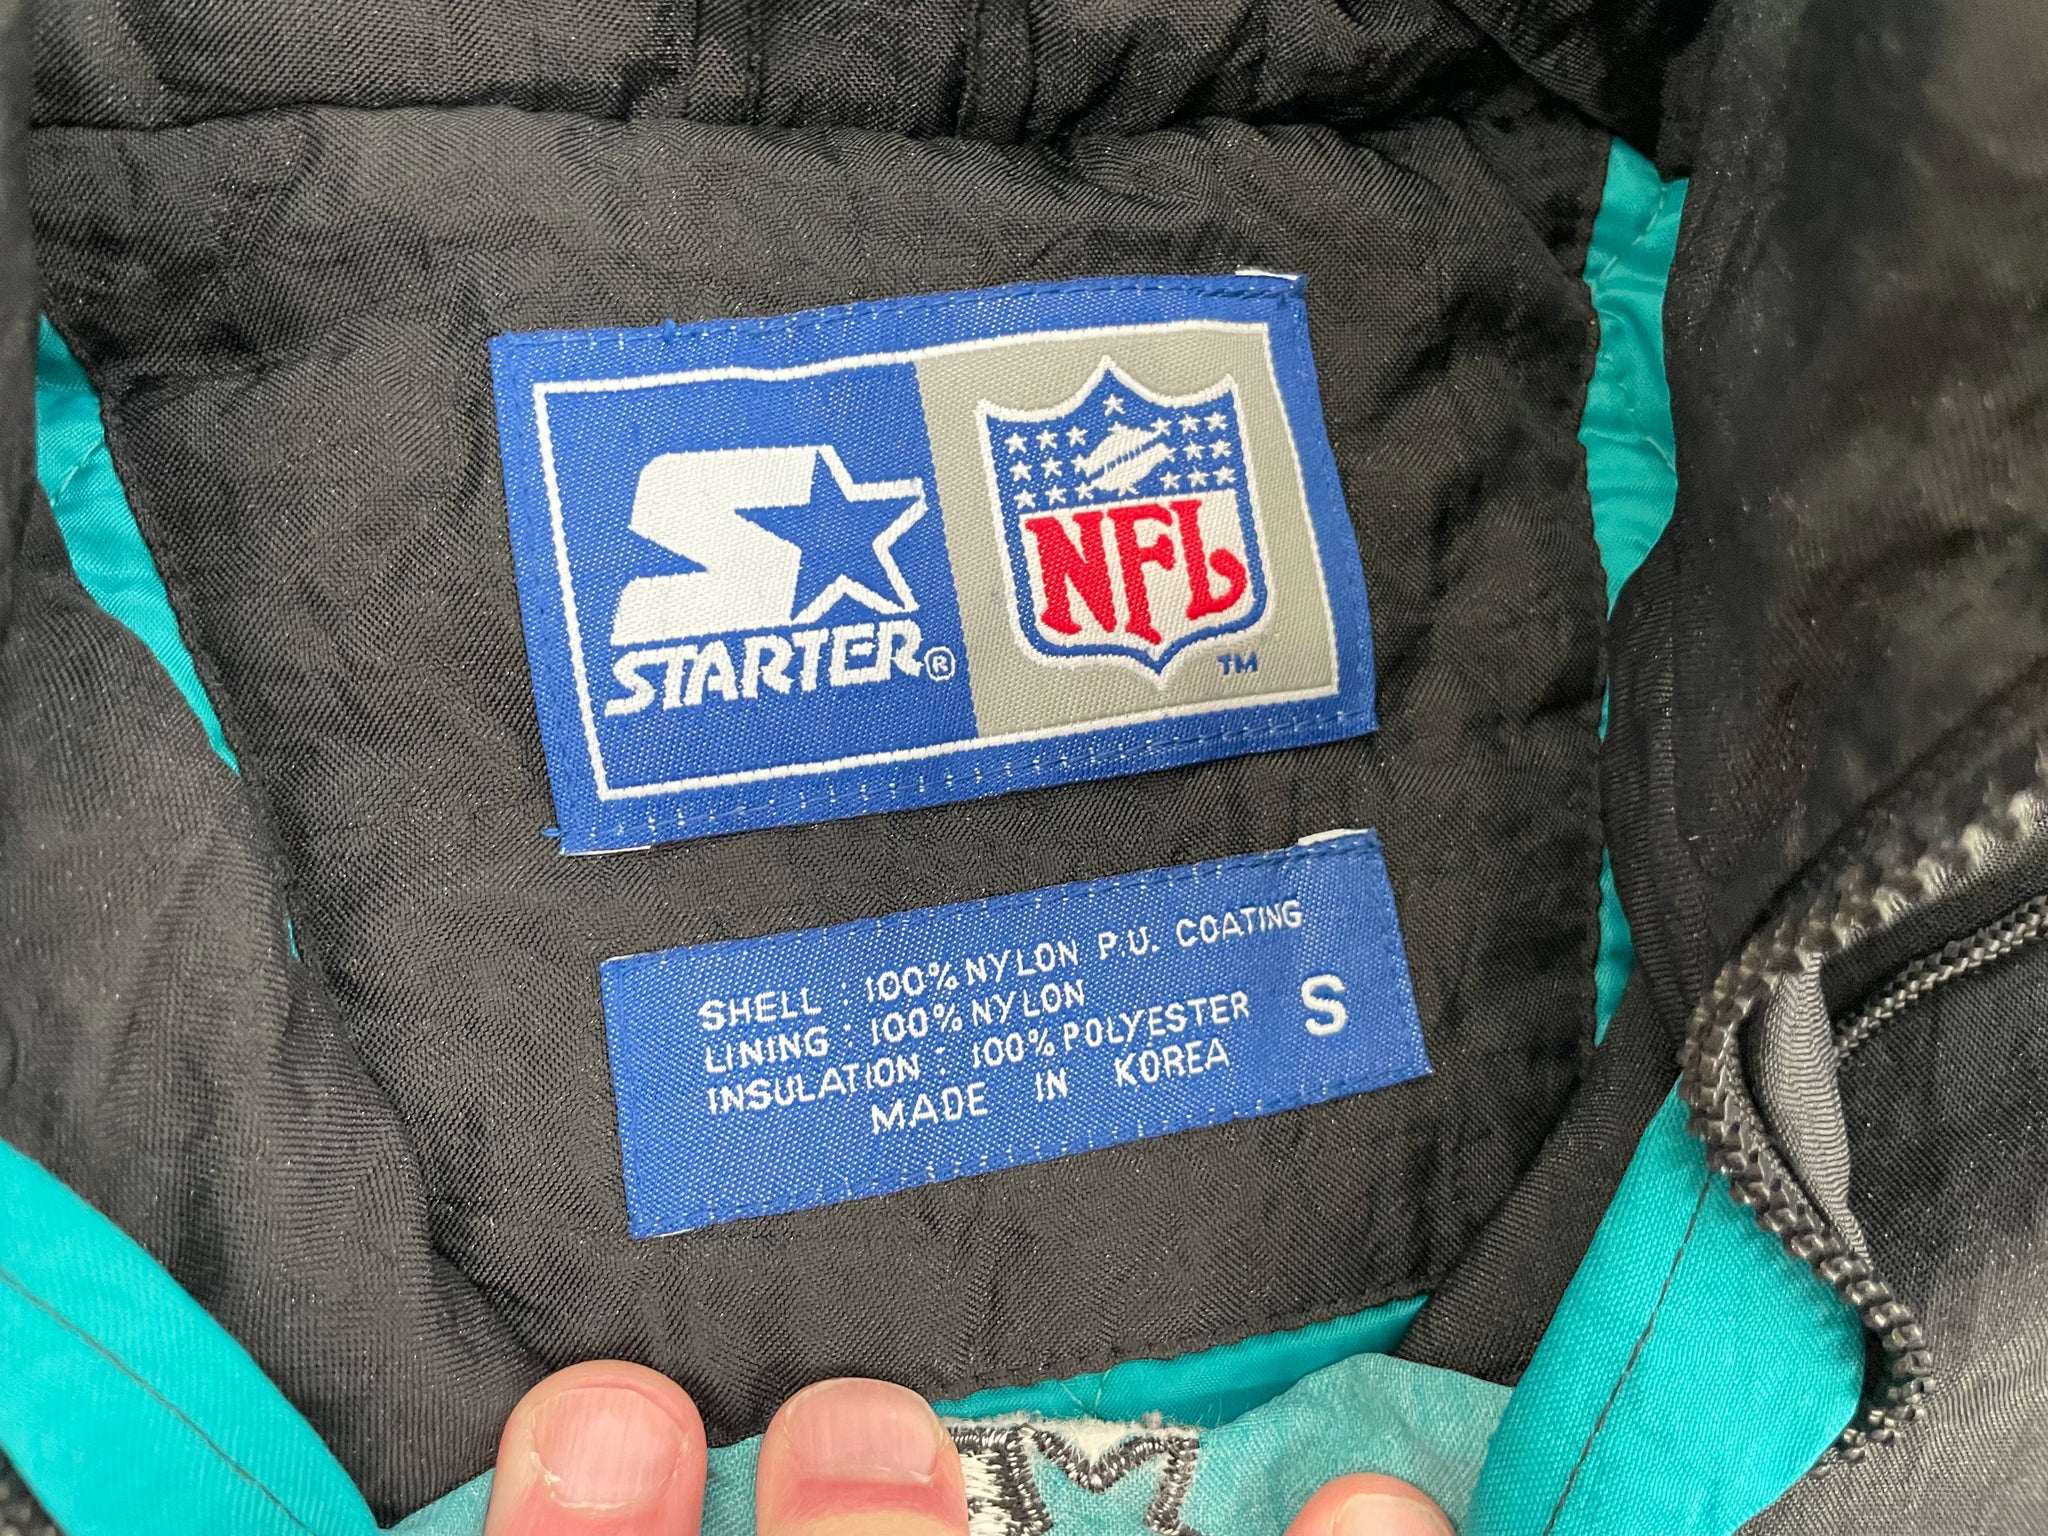 STARTER®
NFL
TM
SHELL : 100% NYLON P.U. COATING
LINING : 100% NYLON
INSULATION : 100% POLYESTER
MADE IN KOREA
S